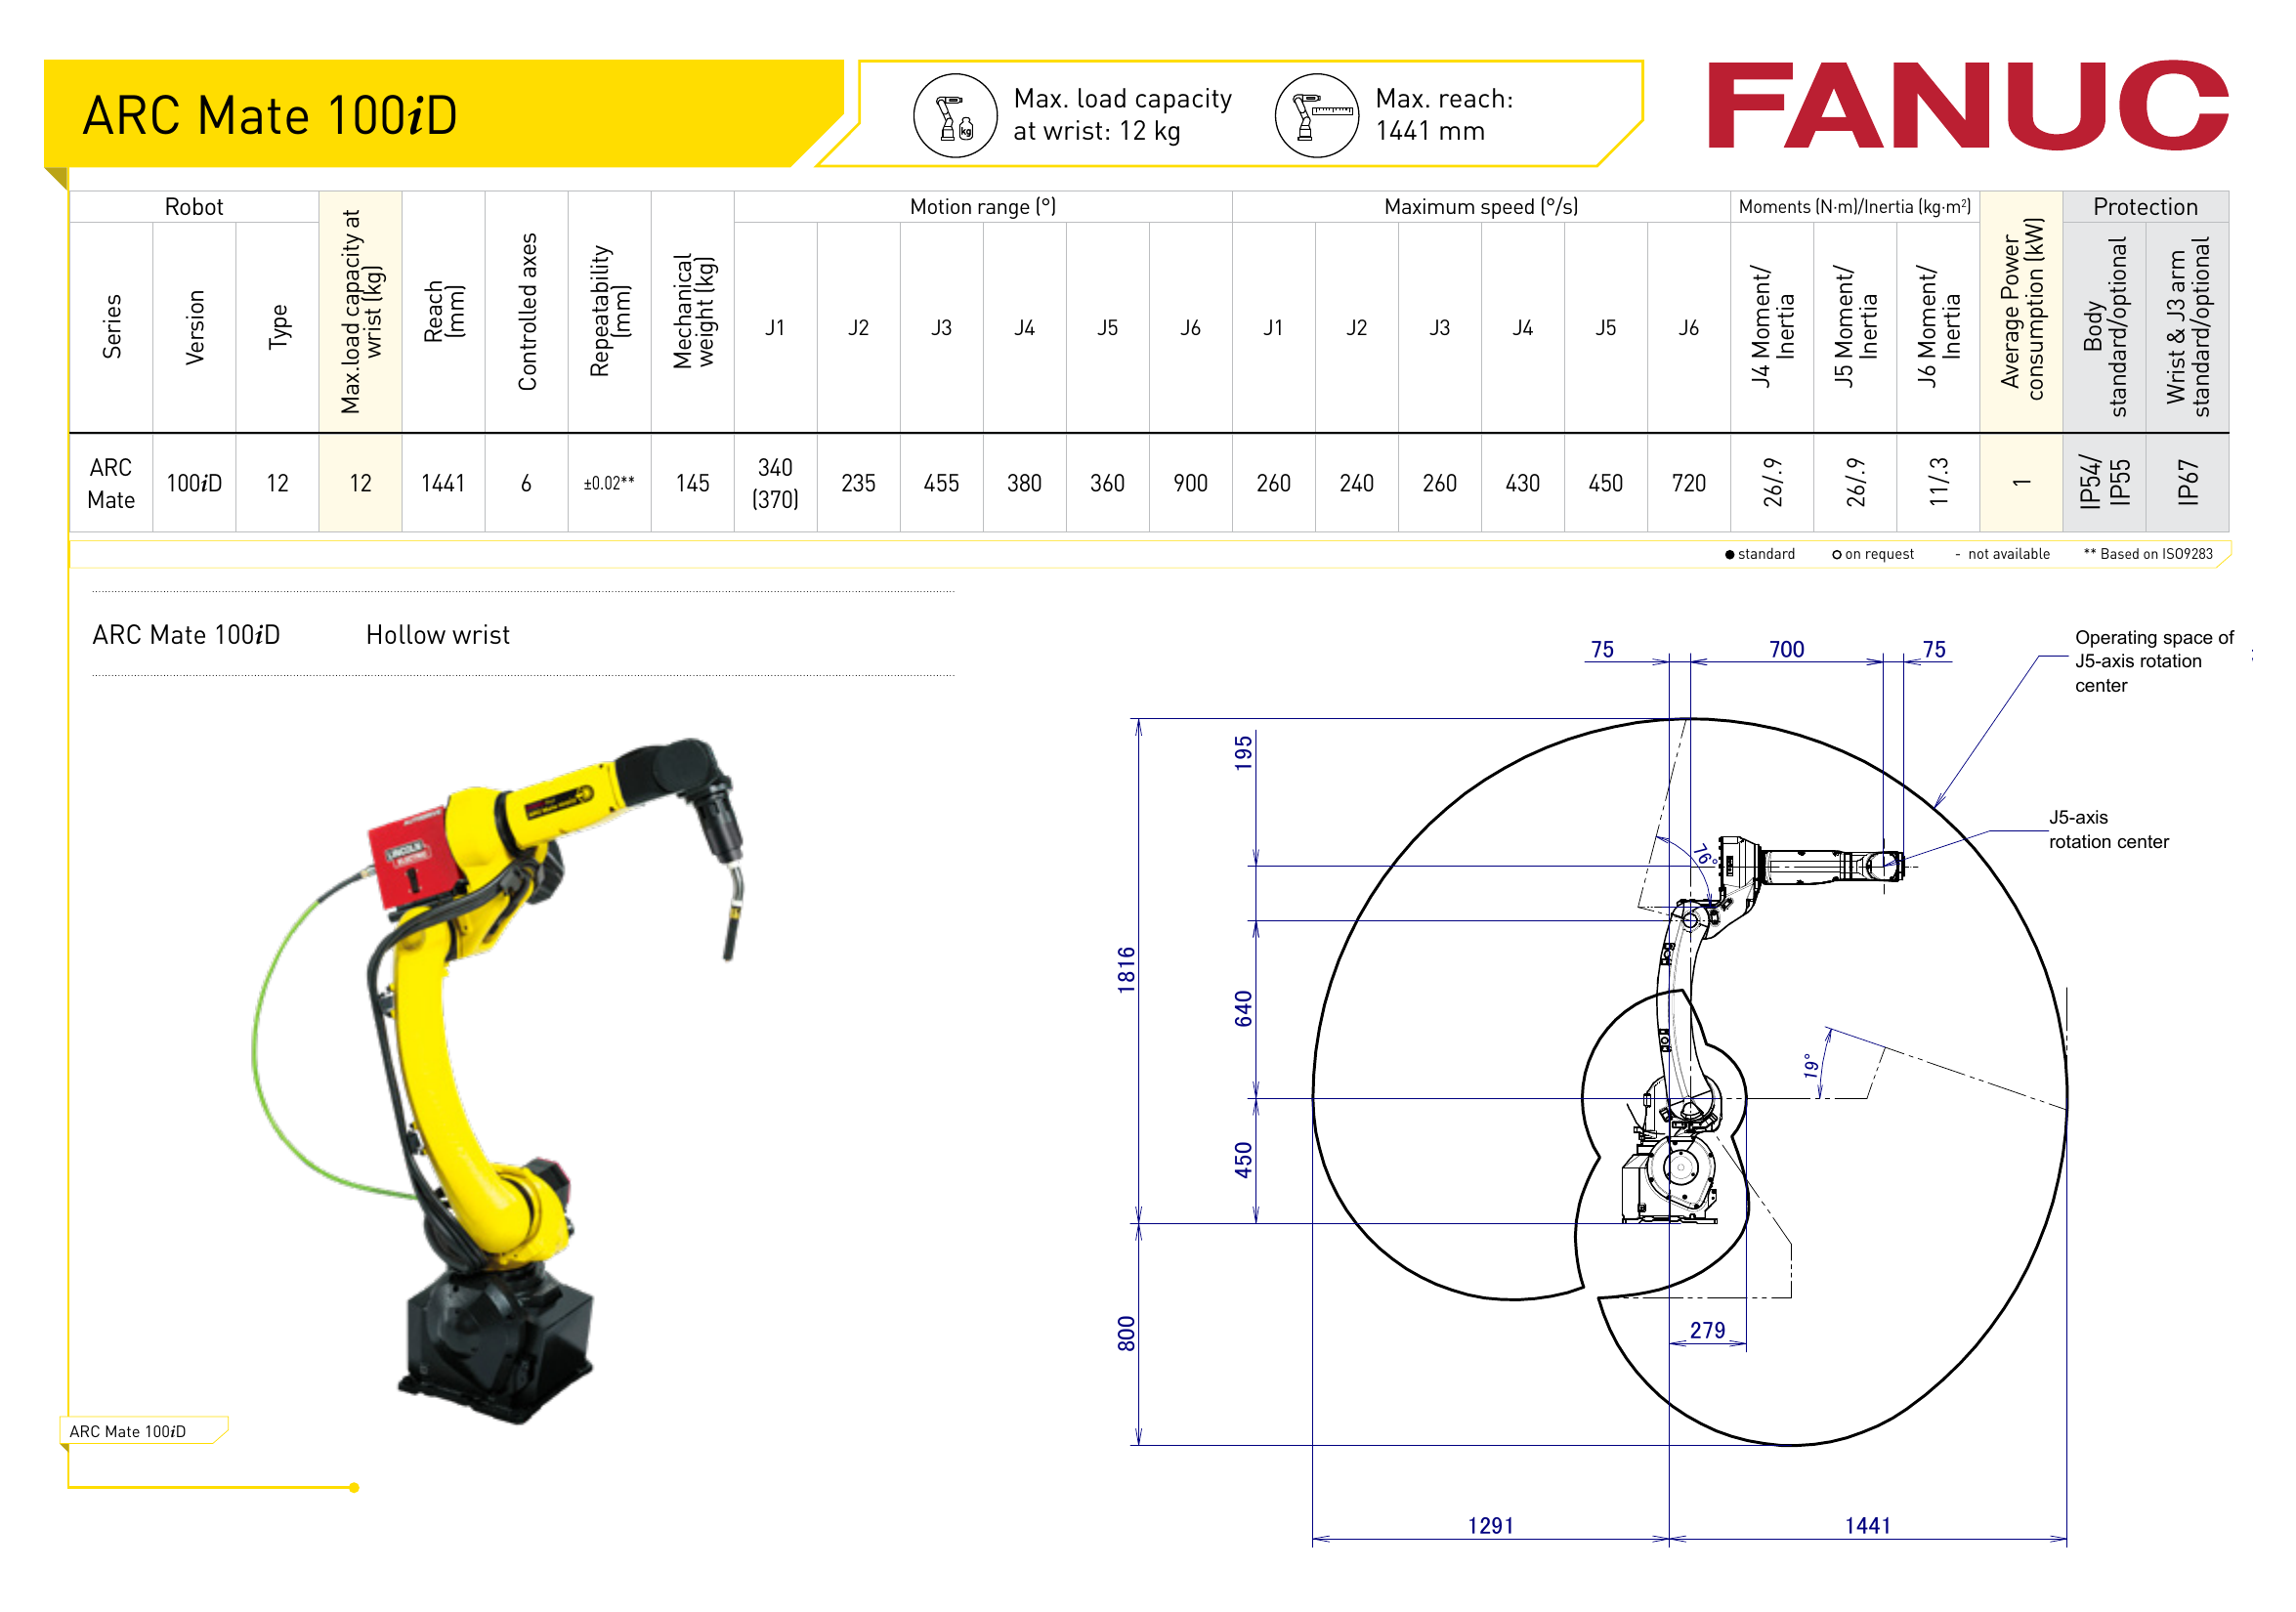 ARC Mate 100iD
Max. load capacity
at wrist: 12 kg
Max. reach:
1441 mm
FANUC
Robot
Motion range (°)
Maximum speed (°/s)
Moments (N·m)/Inertia (kg·m²)
Protection
Series
Version
Type
Max.load capacity at
wrist (kg)
Reach
(mm)
Controlled axes
Repeatability
(mm)
Mechanical
weight (kg)
J1
J2
J3
J4
J5
J6
J1
J2
J3
J4
J5
J6
J4 Moment/
Inertia
J5 Moment/
Inertia
J6 Moment/
Inertia
Average Power
consumption (kW)
Body
standard/optional
Wrist & J3 arm
standard/optional
ARC
Mate
100iD
12
12
1441
6
±0.02**
145
340
(370)
235
455
380
360
900
260
240
260
430
450
720
26/.9
26/.9
11/.3
1
IP54/
IP55
IP67
● standard
○ on request
- not available
** Based on ISO9283
ARC Mate 100iD
Hollow wrist
LINCOLN
ELECTRIC
75
700
75
Operating space of
J5-axis rotation
center
195
J5-axis
rotation center
76°
1816
640
19°
450
279
800
1291
1441
ARC Mate 100iD